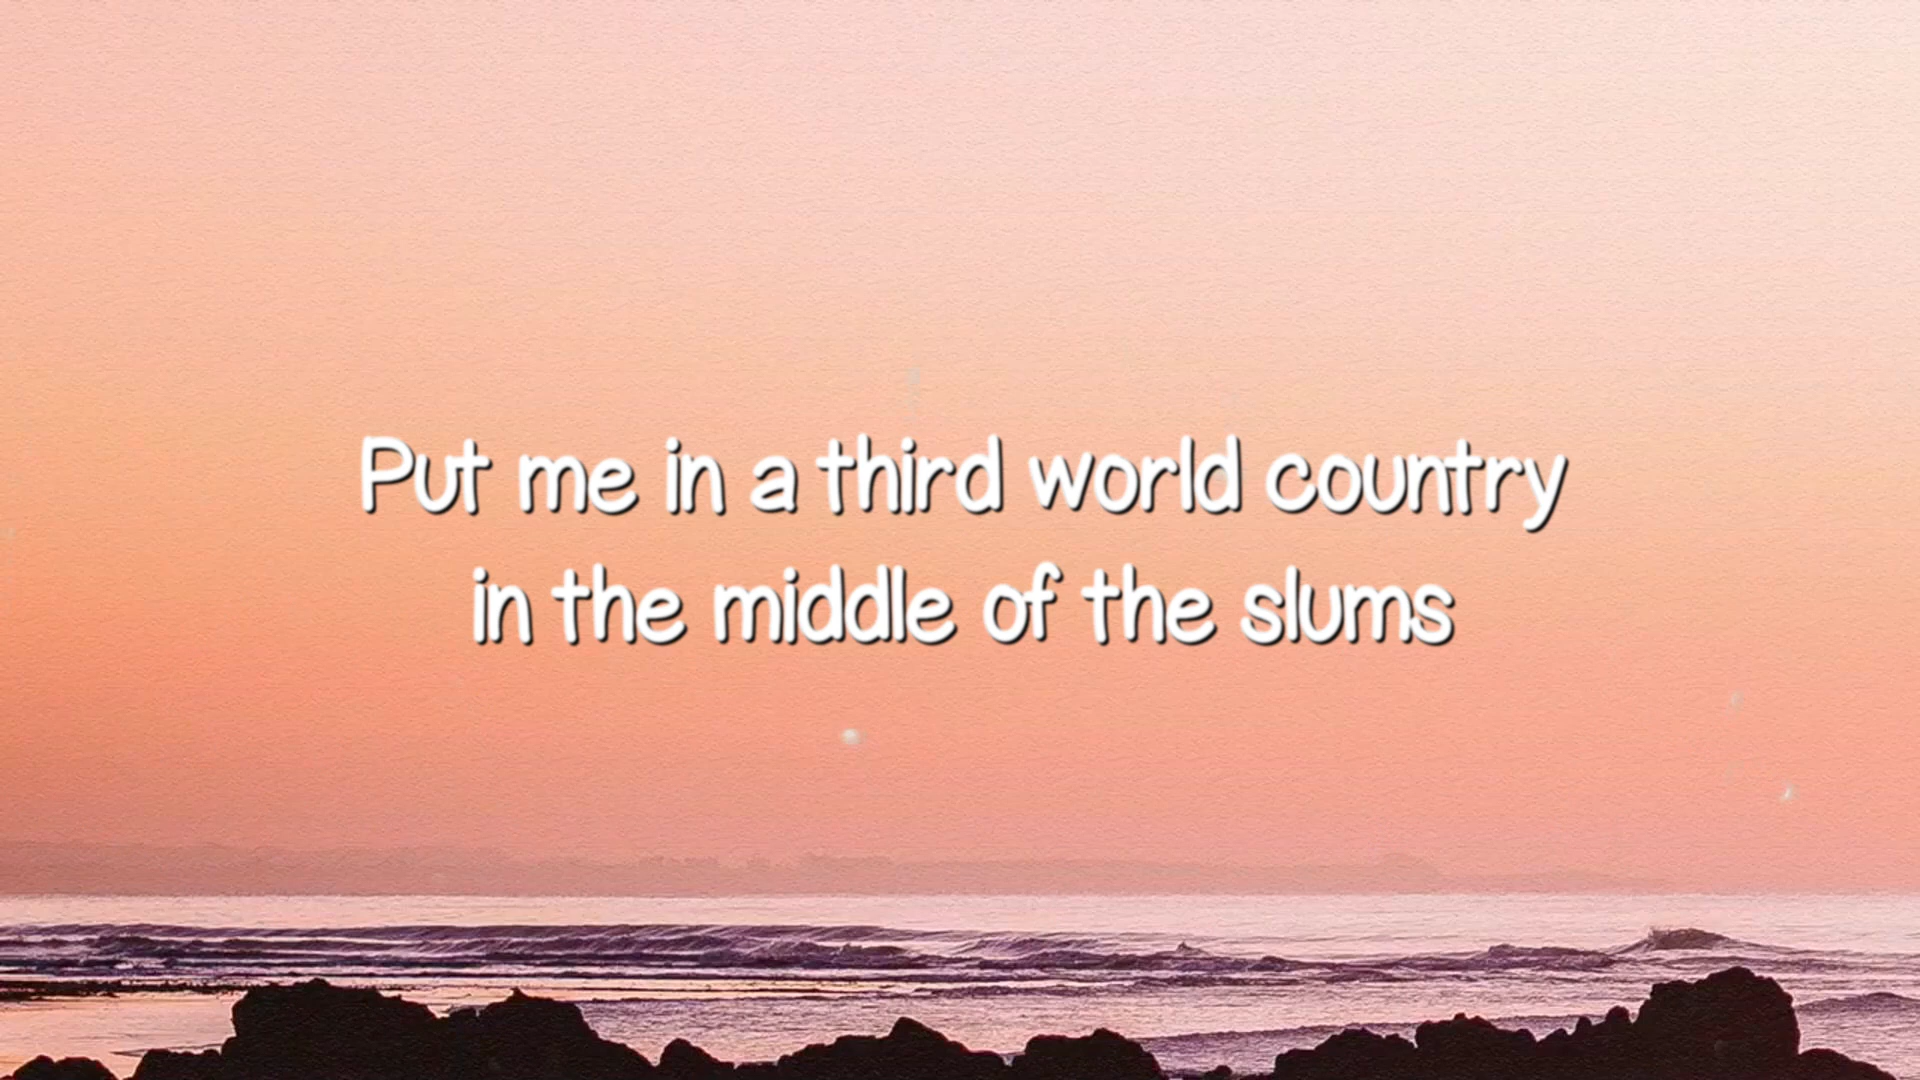 Put me in a third world country
in the middle of the slums